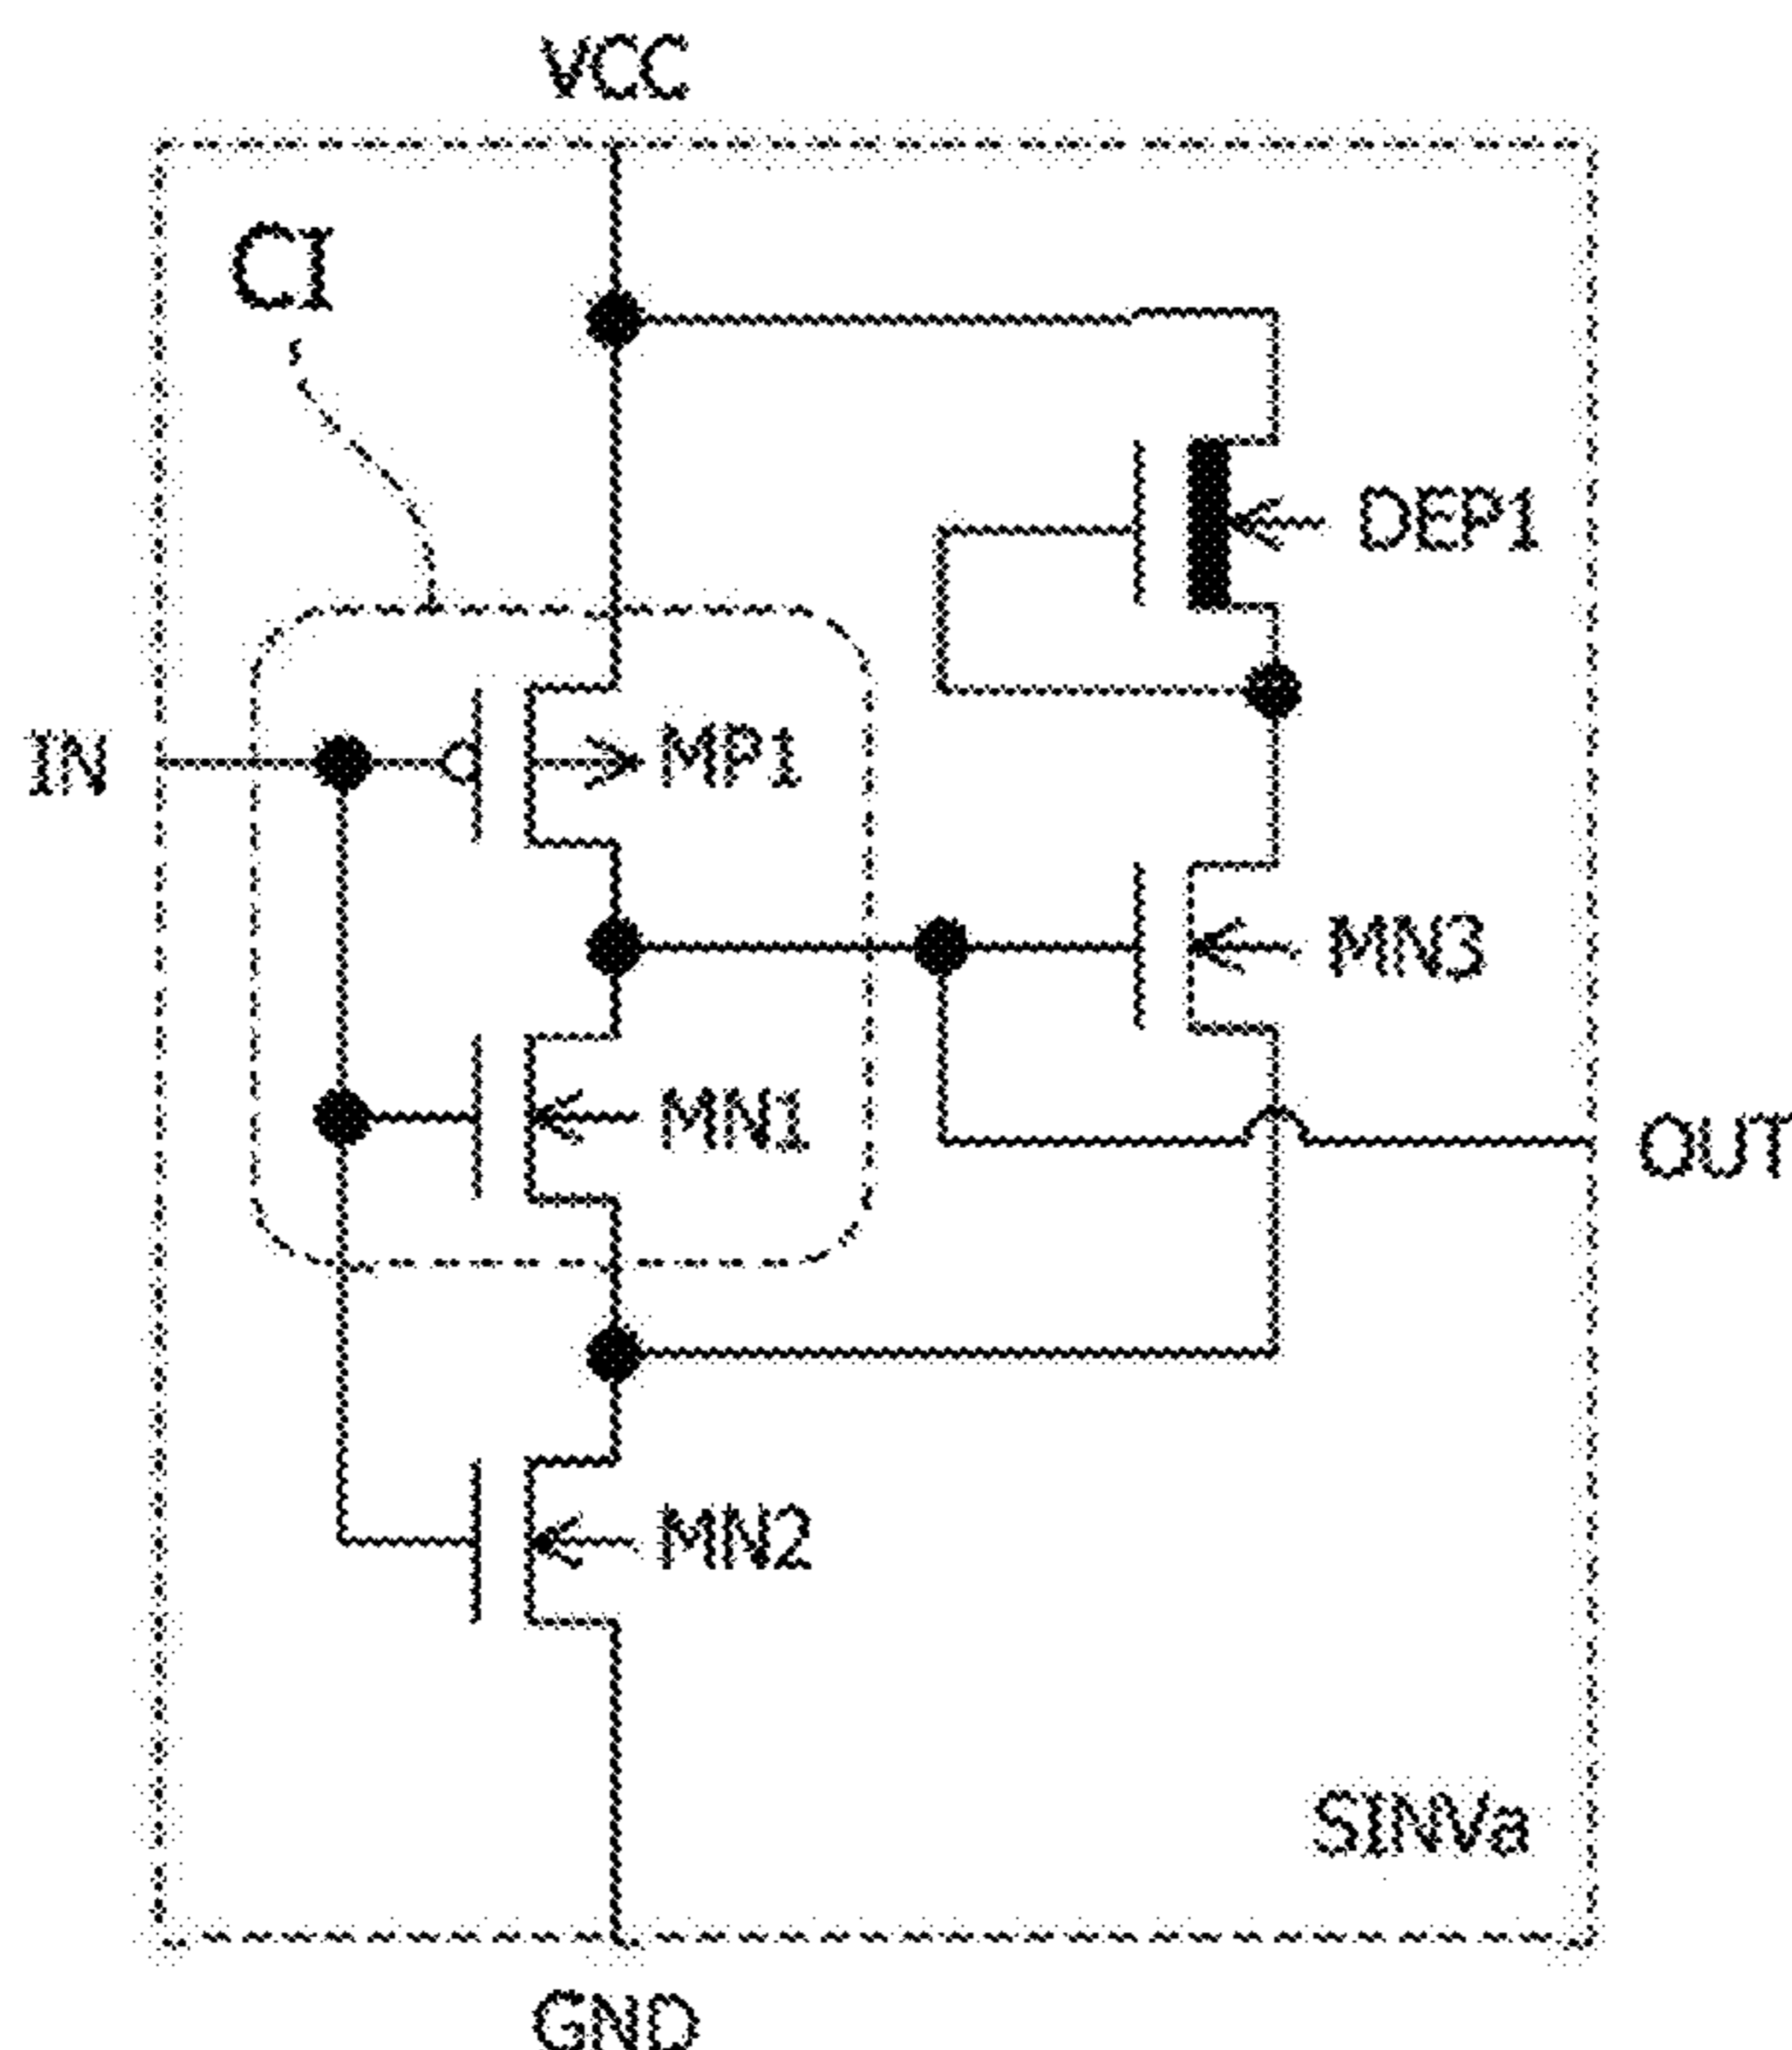 VCC
CI
DEP1
IN
MP1
MN3
MN1
OUT
MN2
SINVa
GND